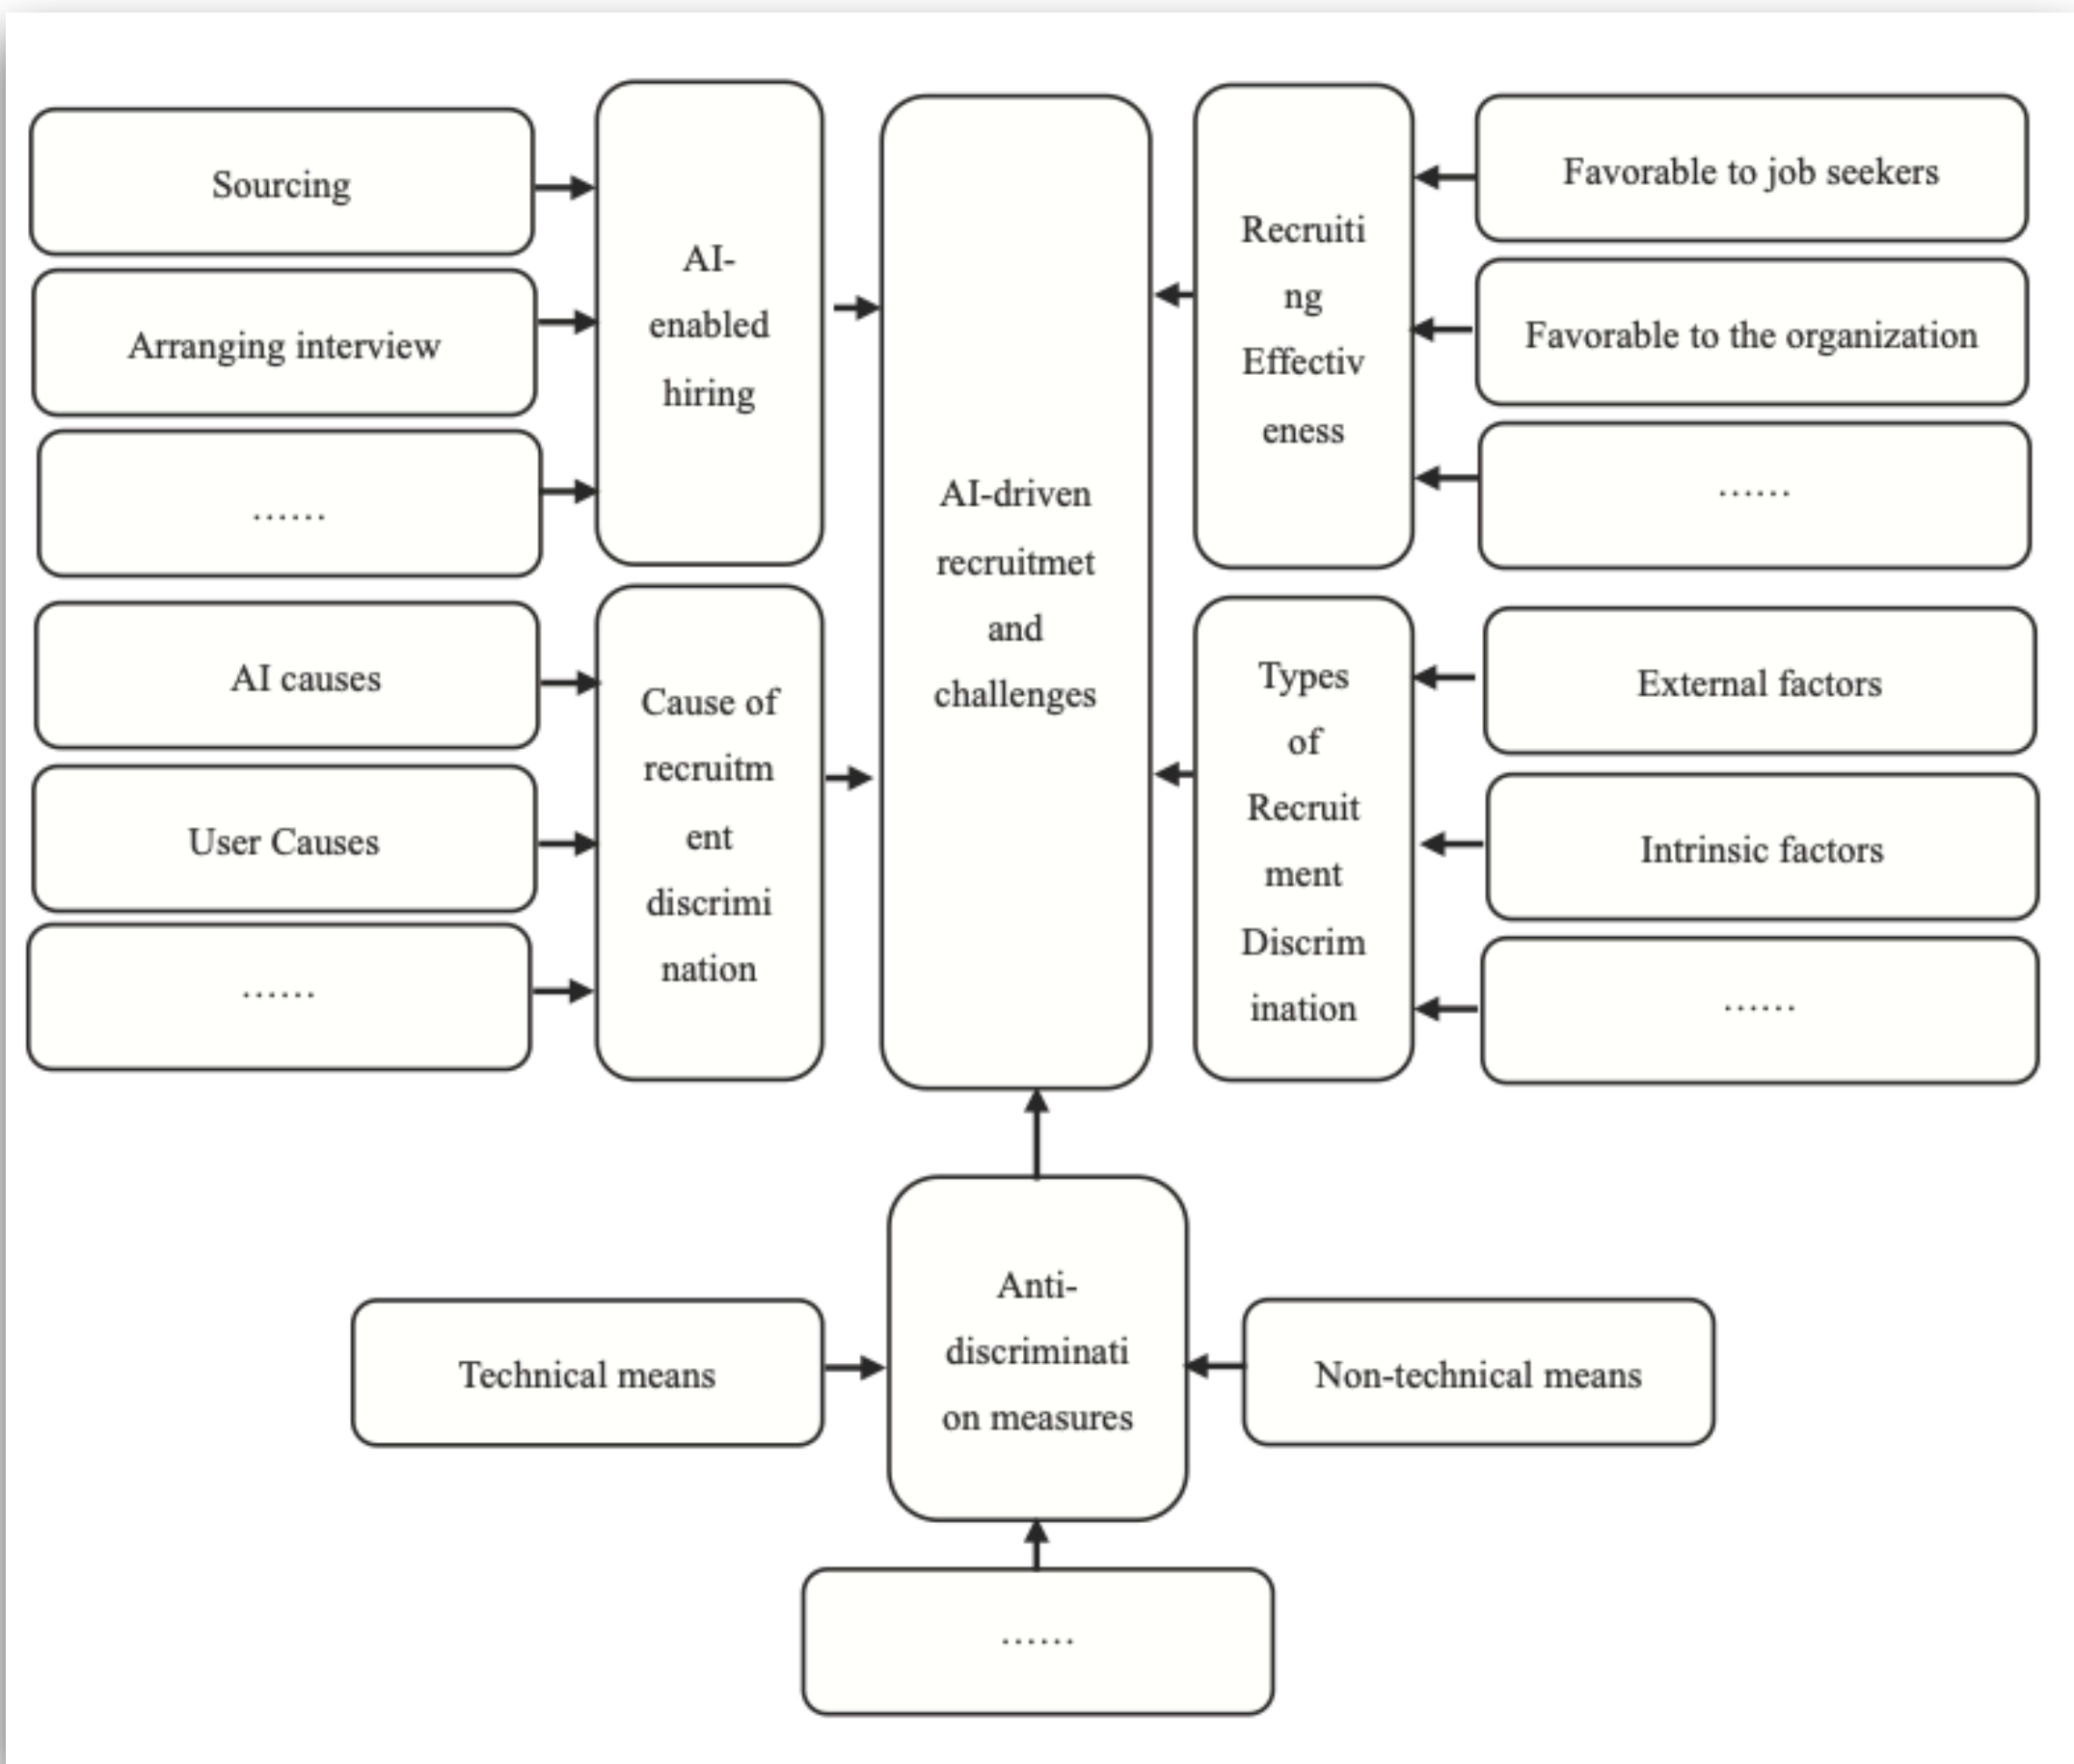 Sourcing
Arranging interview
……
AI-
enabled
hiring
AI causes
User Causes
……
Cause of
recruitm
ent
discrimi
nation
AI-driven
recruitmet
and
challenges
Recruiti
ng
Effectiv
eness
Favorable to job seekers
Favorable to the organization
……
Types
of
Recruit
ment
Discrim
ination
External factors
Intrinsic factors
……
Technical means
Anti-
discriminati
on measures
Non-technical means
……